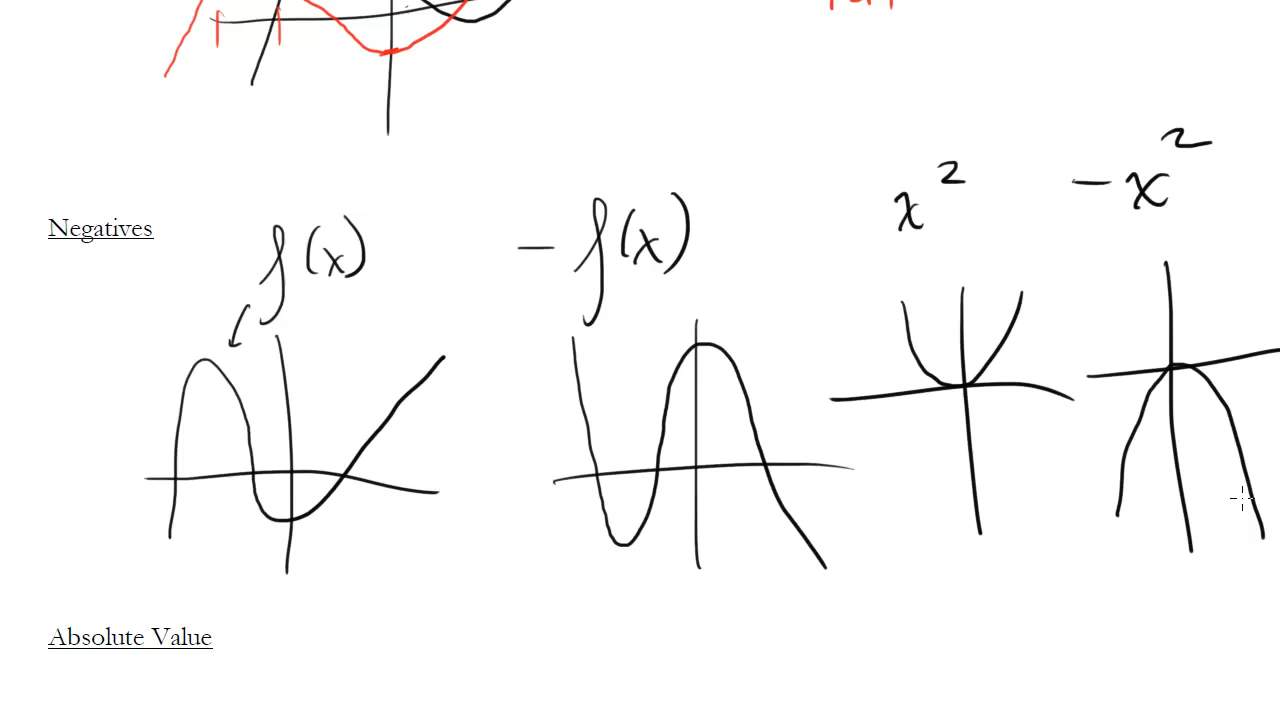 Negatives
f(x)
- f(x)
x²
- x²
Absolute Value